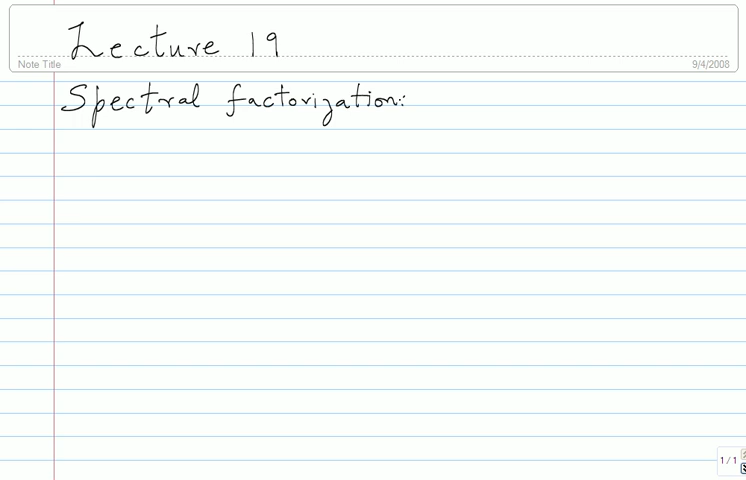 Lecture 19
Note Title
9/4/2008
Spectral factorization:
1/1